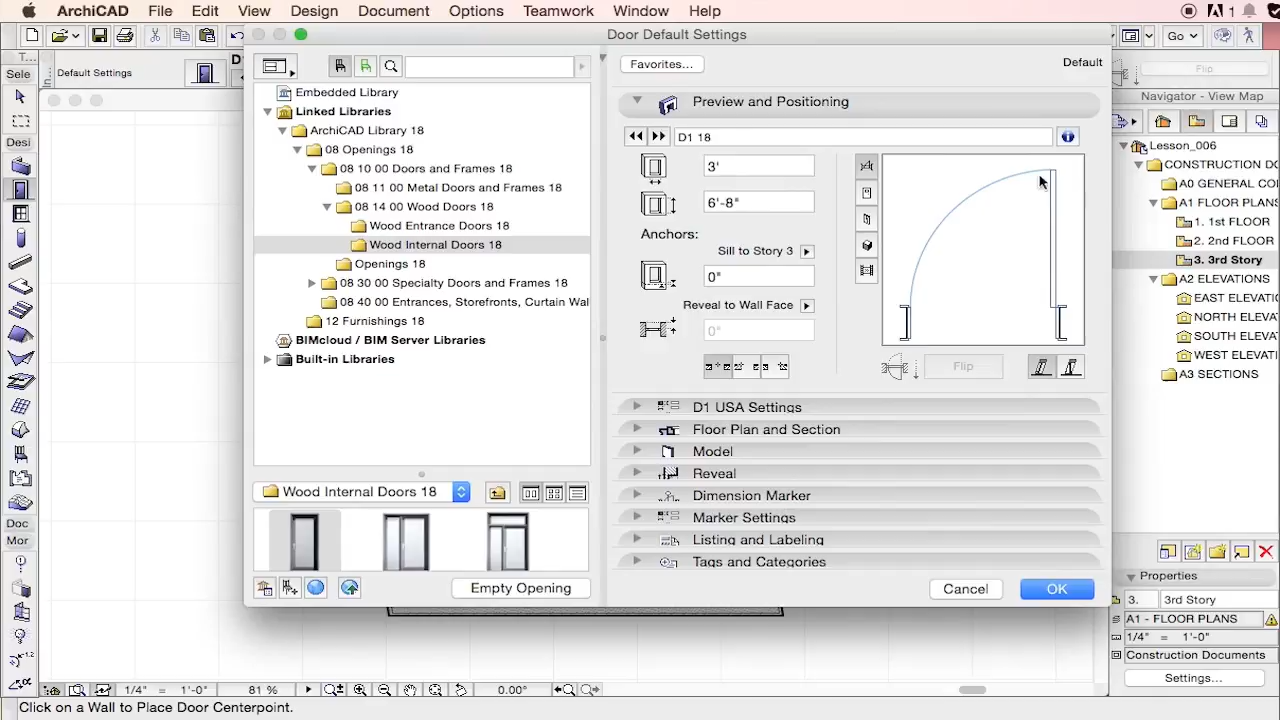 ArchiCAD File Edit View Design Document Options Teamwork Window Help
1
Door Default Settings
Go
T...
Sele
Default Settings
Flip
Desi
Doc
Mor
Favorites...
Default
Embedded Library
Linked Libraries
ArchiCAD Library 18
08 Openings 18
08 10 00 Doors and Frames 18
08 11 00 Metal Doors and Frames 18
08 14 00 Wood Doors 18
Wood Entrance Doors 18
Wood Internal Doors 18
Openings 18
08 30 00 Specialty Doors and Frames 18
08 40 00 Entrances, Storefronts, Curtain Wal
12 Furnishings 18
BIMcloud / BIM Server Libraries
Built-in Libraries
Wood Internal Doors 18
Empty Opening
Preview and Positioning
D1 18
3'
6'-8"
Anchors:
Sill to Story 3
0"
Reveal to Wall Face
0"
Flip
D1 USA Settings
Floor Plan and Section
Model
Reveal
Dimension Marker
Marker Settings
Listing and Labeling
Tags and Categories
Cancel
OK
Navigator - View Map
Lesson_006
CONSTRUCTION DO
A0 GENERAL CO
A1 FLOOR PLANS
1. 1st FLOOR
2. 2nd FLOOR
3. 3rd Story
A2 ELEVATIONS
EAST ELEVATI
NORTH ELEVA
SOUTH ELEVA
WEST ELEVATI
A3 SECTIONS
Properties
3. 3rd Story
A1 - FLOOR PLANS
1/4" = 1'-0"
Construction Documents
Settings...
1/4" = 1'-0" 81 % 0.00°
Click on a Wall to Place Door Centerpoint.